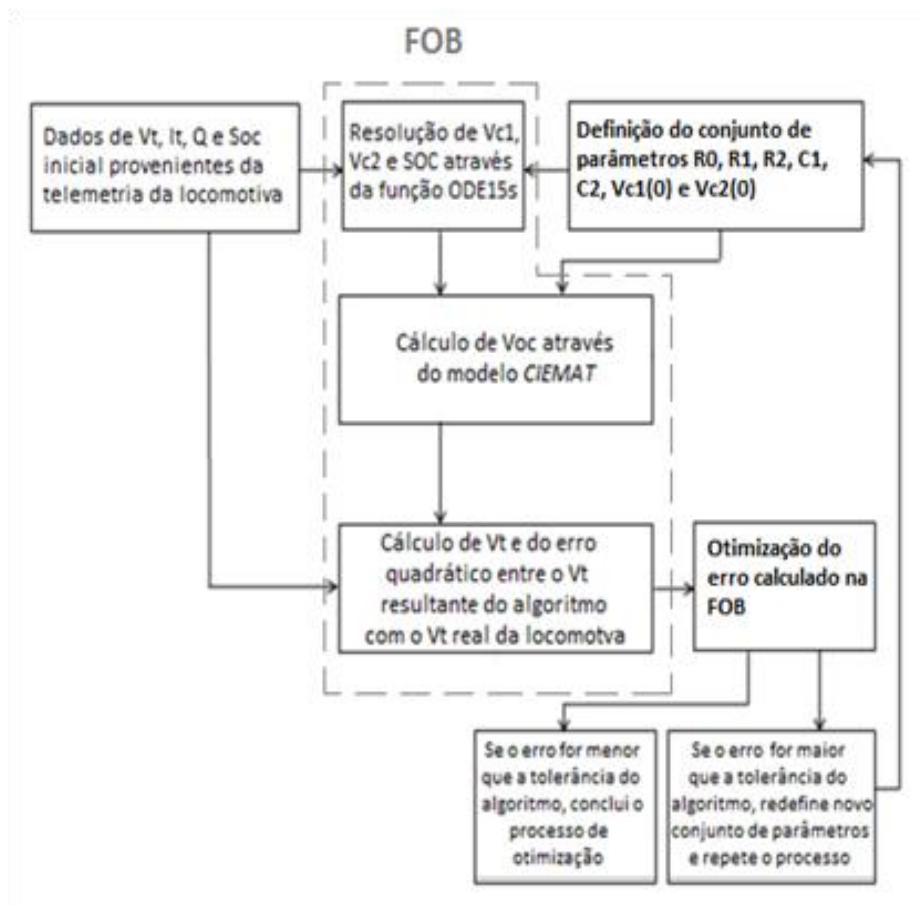 FOB
Dados de Vt, It, Q e Soc
inicial provenientes da
telemetria da locomotiva
Resolução de Vc1,
Vc2 e SOC através
da função ODE15s
Definição do conjunto de
parâmetros R0, R1, R2, C1,
C2, Vc1(0) e Vc2(0)
Cálculo de Voc através
do modelo CIEMAT
Cálculo de Vt e do erro
quadrático entre o Vt
resultante do algoritmo
com o Vt real da locomotva
Otimização do
erro calculado na
FOB
Se o erro for menor
que a tolerância do
algoritmo, conclui o
processo de
otimização
Se o erro for maior
que a tolerância do
algoritmo, redefine novo
conjunto de parâmetros
e repete o processo